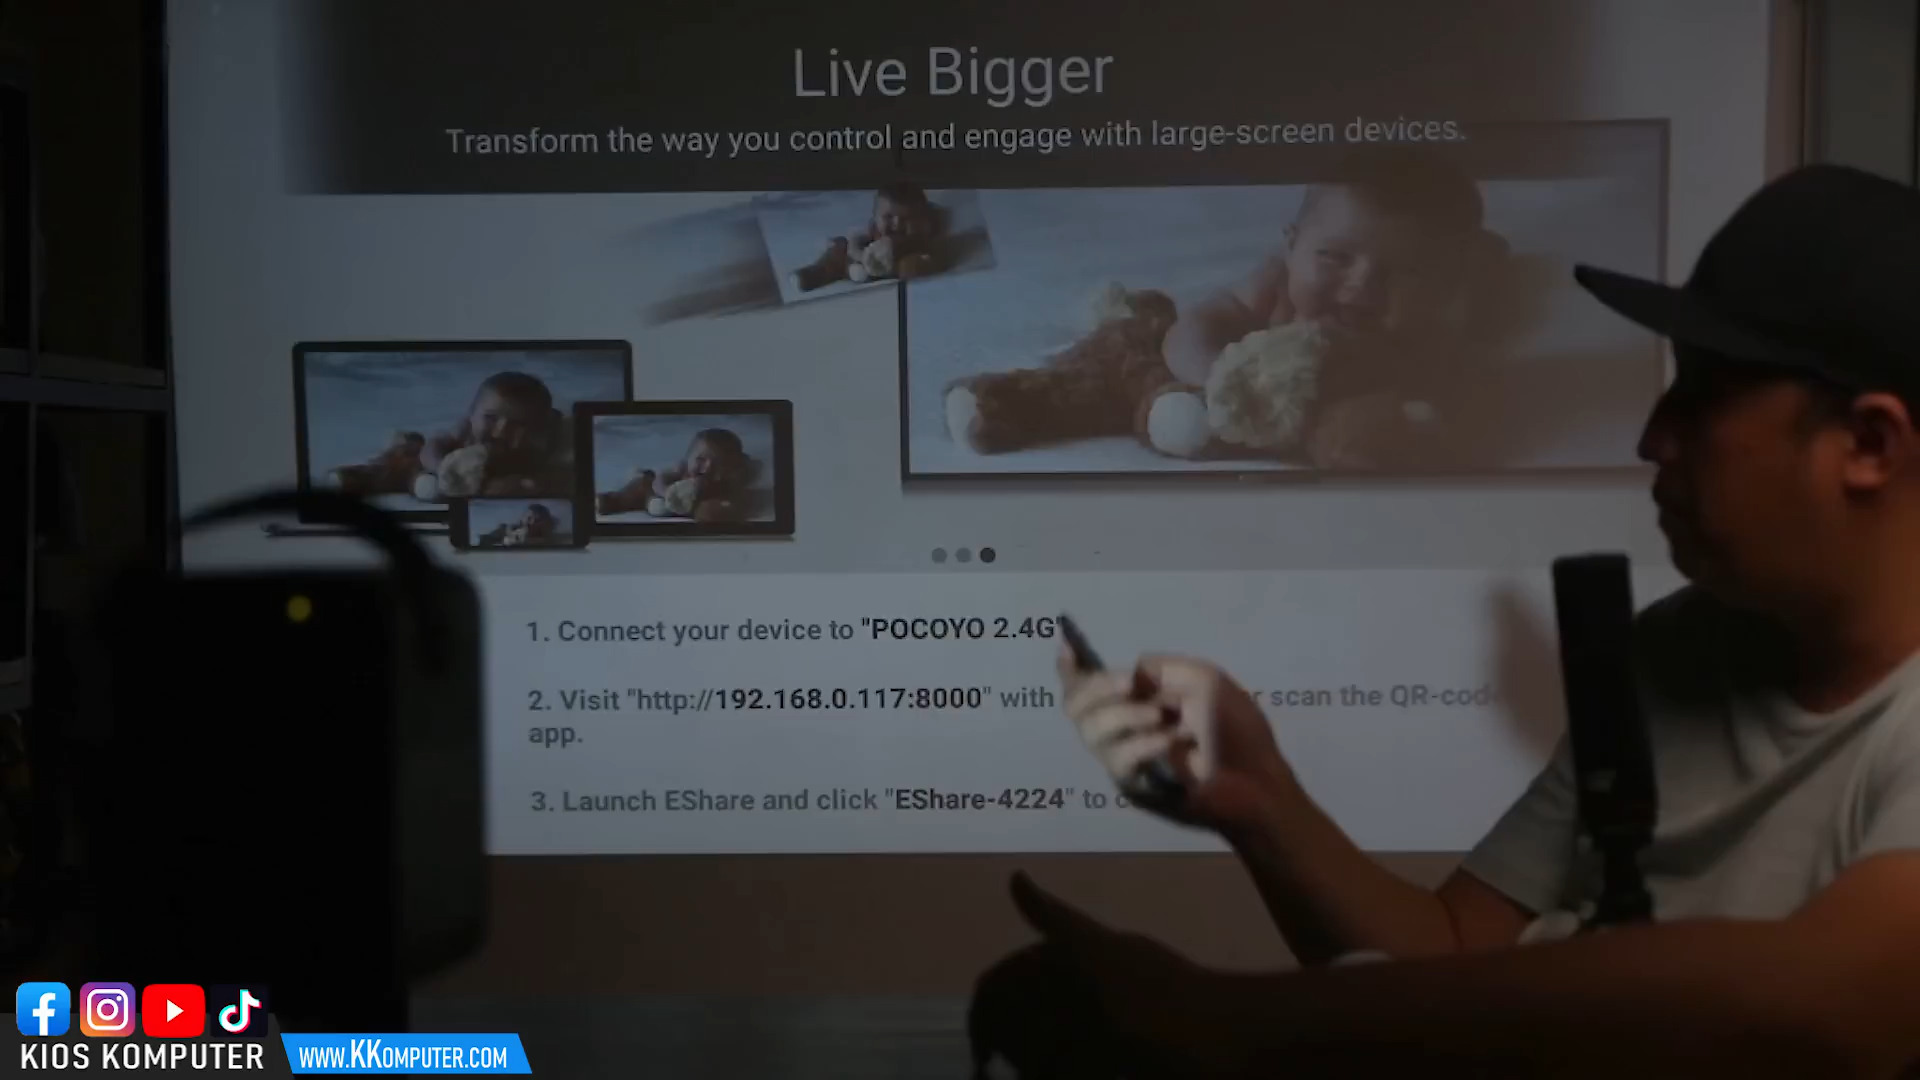 Live Bigger
Transform the way you control and engage with large-screen devices.
1. Connect your device to "POCOYO 2.4G"
2. Visit "http://192.168.0.117:8000" with scan the QR-code
app.
3. Launch EShare and click "EShare-4224" to
KIOS KOMPUTER
WWW.KKOMPUTER.COM